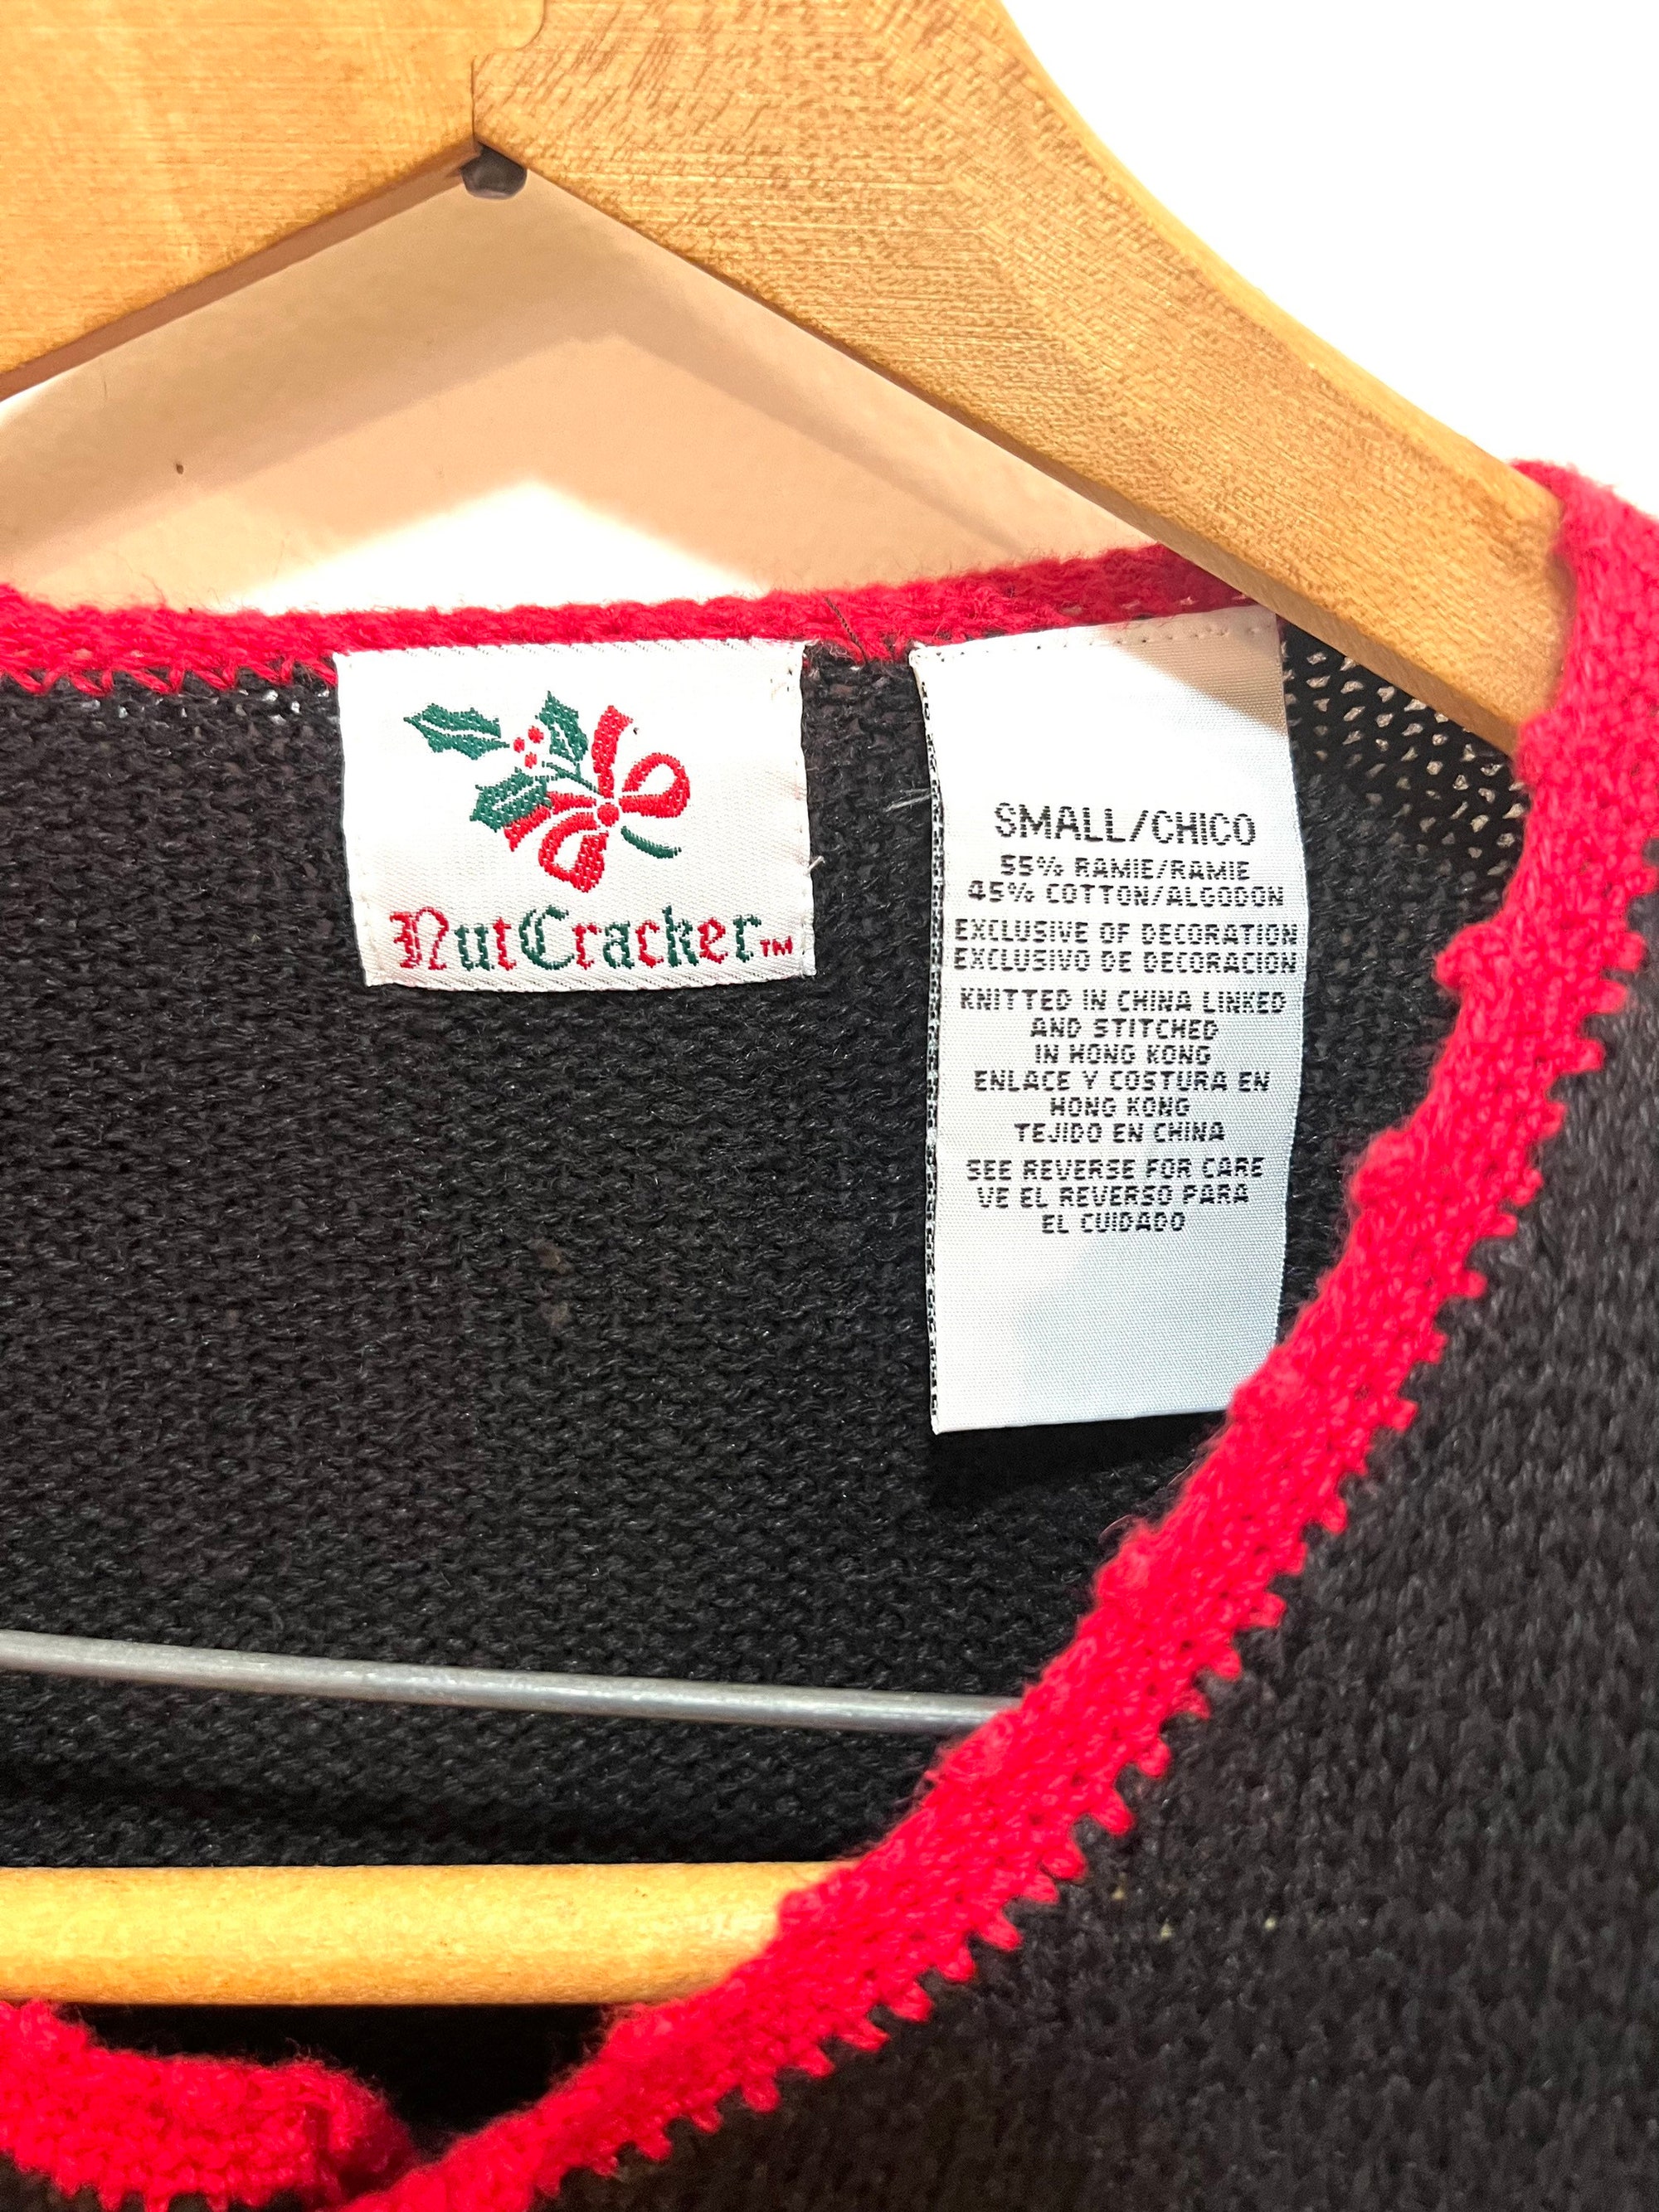 NutCracker™
SMALL/CHICO
55% RAMIE/RAMIE
45% COTTON/ALGODON
EXCLUSIVE OF DECORATION
EXCLUSIVO DE DECORACION
KNITTED IN CHINA LINKED
AND STITCHED
IN HONG KONG
ENLACE Y COSTURA EN
HONG KONG
TEJIDO EN CHINA
SEE REVERSE FOR CARE
VE EL REVERSO PARA
EL CUIDADO